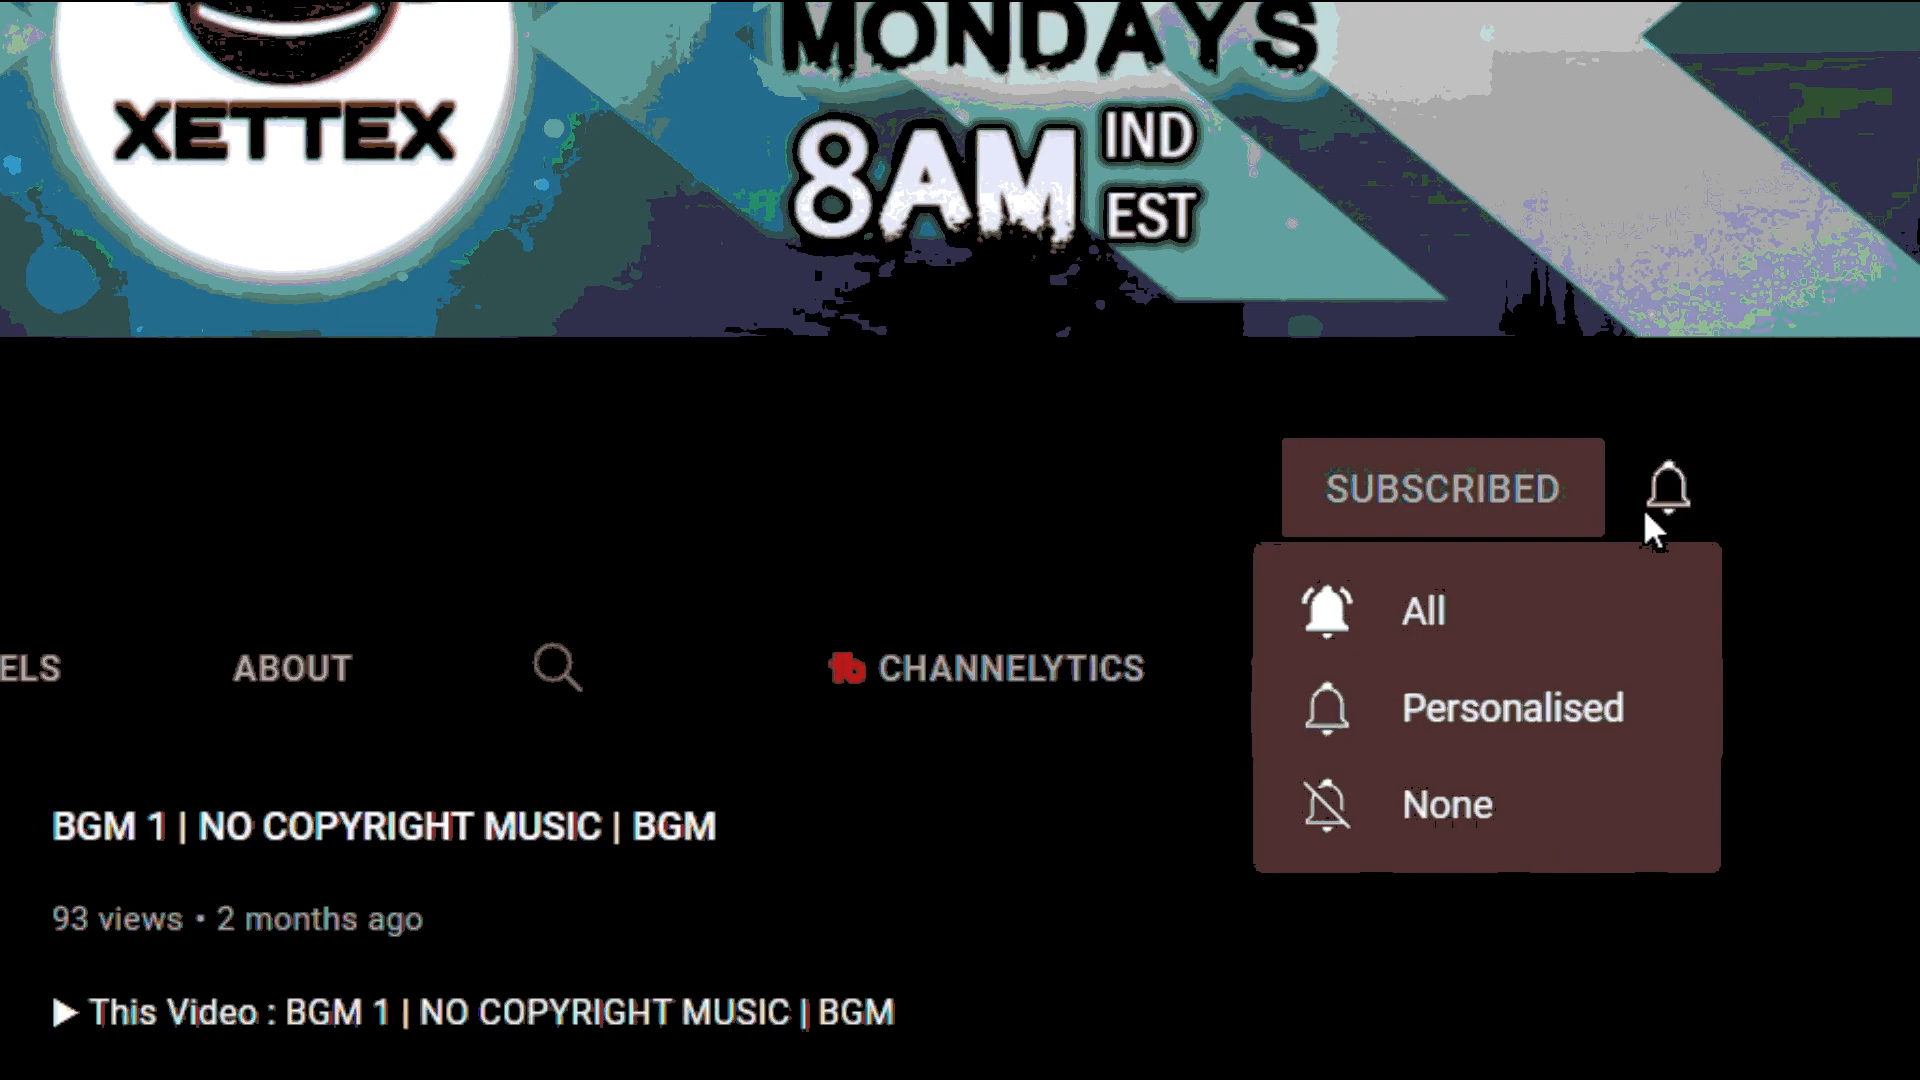 MONDAYS
XETTEX
8AM IND EST
SUBSCRIBED
All
ELS ABOUT CHANNELYTICS
Personalised
None
BGM 1 | NO COPYRIGHT MUSIC | BGM
93 views • 2 months ago
▶ This Video : BGM 1 | NO COPYRIGHT MUSIC | BGM